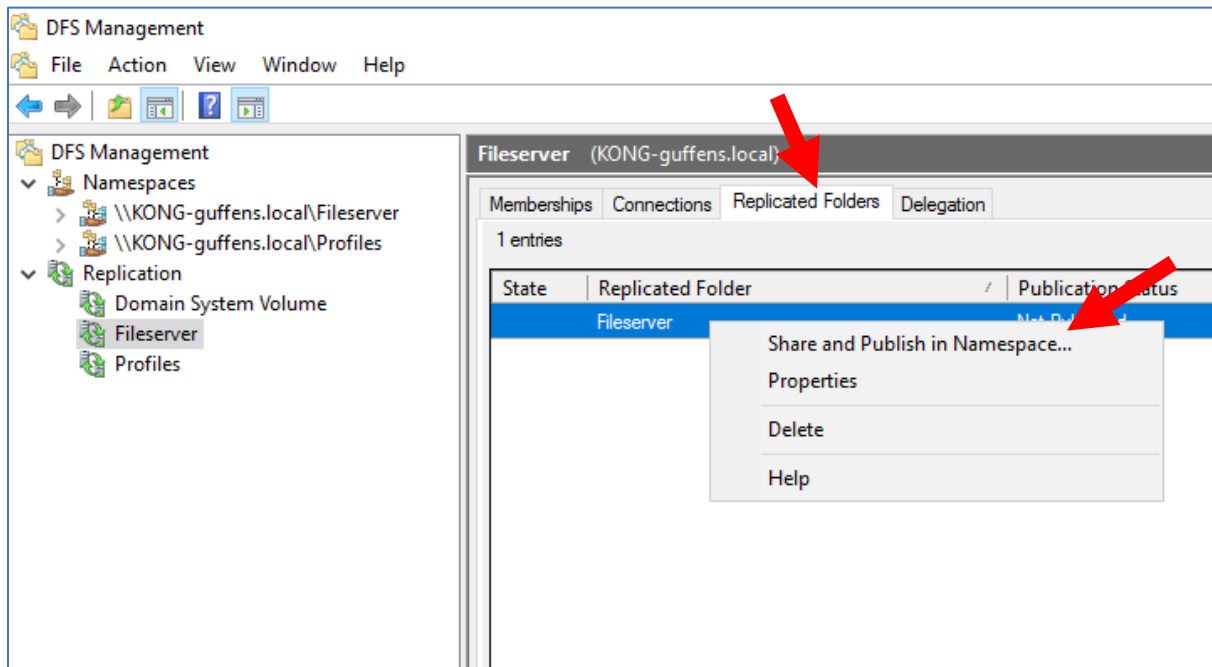 DFS Management
File Action View Window Help
DFS Management
Namespaces
\\KONG-guffens.local\Fileserver
\\KONG-guffens.local\Profiles
Replication
Domain System Volume
Fileserver
Profiles
Fileserver (KONG-guffens.local)
Memberships Connections Replicated Folders Delegation
1 entries
State Replicated Folder Publication Status
Fileserver Not
Share and Publish in Namespace...
Properties
Delete
Help